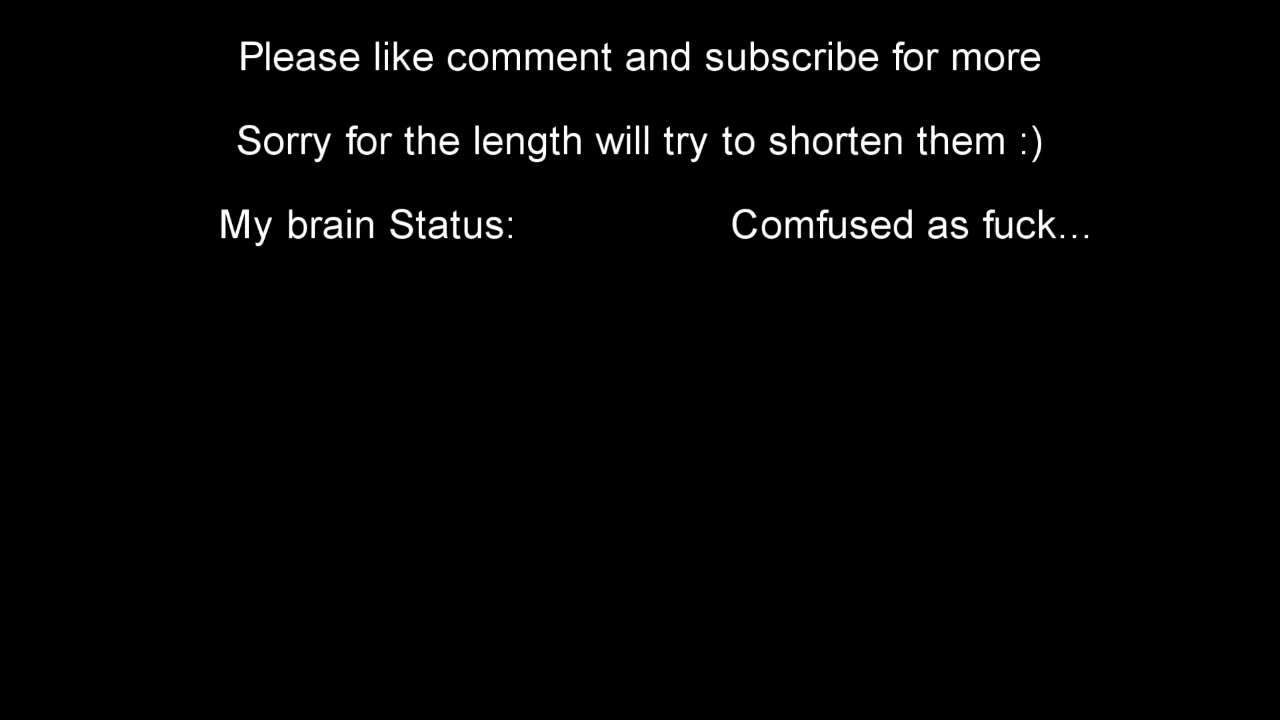 Please like comment and subscribe for more
Sorry for the length will try to shorten them :)
My brain Status: Comfused as fuck...